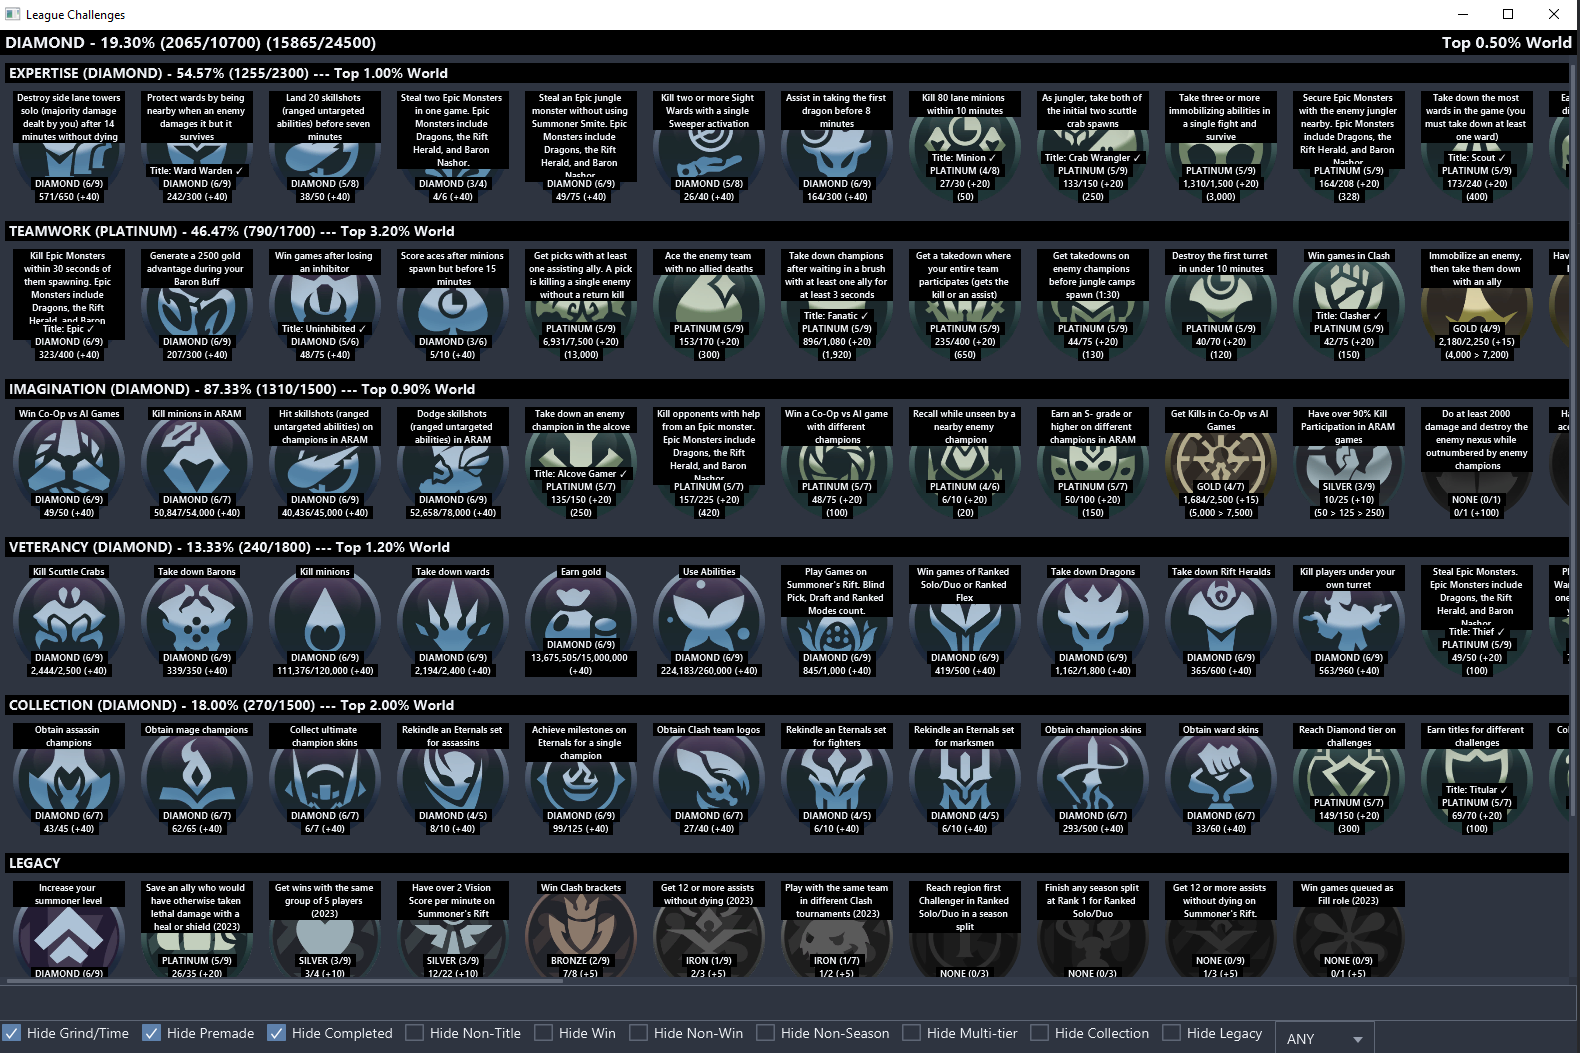 League Challenges
DIAMOND - 19.30% (2065/10700) (15865/24500)
Top 0.50% World
EXPERTISE (DIAMOND) - 54.57% (1255/2300) --- Top 1.00% World
Destroy side lane towers
solo (majority damage
dealt by you) after 14
minutes without dying
DIAMOND (6/9)
571/650 (+40)
Protect wards by being
nearby when an enemy
damages it but it
survives
Title: Ward Warden ✓
DIAMOND (6/9)
242/300 (+40)
Land 20 skillshots
(ranged untargeted
abilities) before seven
minutes
DIAMOND (5/8)
38/50 (+40)
Steal two Epic Monsters
in one game. Epic
Monsters include
Dragons, the Rift
Herald, and Baron
Nashor.
DIAMOND (3/4)
4/6 (+40)
Steal an Epic jungle
monster without using
Summoner Smite. Epic
Monsters include
Dragons, the Rift
Herald, and Baron
Nashor.
DIAMOND (6/9)
49/75 (+40)
Kill two or more Sight
Wards with a single
Sweeper activation
DIAMOND (5/8)
26/40 (+40)
Assist in taking the first
dragon before 8
minutes
DIAMOND (6/9)
164/300 (+40)
Kill 80 lane minions
within 10 minutes
Title: Minion ✓
PLATINUM (4/8)
27/30 (+20)
(50)
As jungler, take both of
the initial two scuttle
crab spawns
Title: Crab Wrangler ✓
PLATINUM (5/9)
133/150 (+20)
(250)
Take three or more
immobilizing abilities in
a single fight and
survive
PLATINUM (5/9)
1,310/1,500 (+20)
(3,000)
Secure Epic Monsters
with the enemy jungler
nearby. Epic Monsters
include Dragons, the
Rift Herald, and Baron
Nashor
PLATINUM (5/9)
164/208 (+20)
(328)
Take down the most
wards in the game (you
must take down at least
one ward)
Title: Scout ✓
PLATINUM (5/9)
173/240 (+20)
(400)
TEAMWORK (PLATINUM) - 46.47% (790/1700) --- Top 3.20% World
Kill Epic Monsters
within 30 seconds of
them spawning. Epic
Monsters include
Dragons, the Rift
Herald, and Baron
Title: Epic ✓
DIAMOND (6/9)
323/400 (+40)
Generate a 2500 gold
advantage during your
Baron Buff
DIAMOND (6/9)
207/300 (+40)
Win games after losing
an inhibitor
Title: Uninhibited ✓
DIAMOND (5/6)
48/75 (+40)
Score aces after minions
spawn but before 15
minutes
DIAMOND (3/6)
5/10 (+40)
Get picks with at least
one assisting ally. A pick
is killing a single enemy
without a return kill
PLATINUM (5/9)
6,931/7,500 (+20)
(13,000)
Ace the enemy team
with no allied deaths
PLATINUM (5/9)
153/170 (+20)
(300)
Take down champions
after waiting in a brush
with at least one ally for
at least 3 seconds
Title: Fanatic ✓
PLATINUM (5/9)
896/1,080 (+20)
(1,920)
Get a takedown where
your entire team
participates (gets the
kill or an assist)
PLATINUM (5/9)
235/400 (+20)
(650)
Get takedowns on
enemy champions
before jungle camps
spawn (1:30)
PLATINUM (5/9)
44/75 (+20)
(130)
Destroy the first turret
in under 10 minutes
PLATINUM (5/9)
40/70 (+20)
(120)
Win games in Clash
Title: Clasher ✓
PLATINUM (5/9)
42/75 (+20)
(150)
Immobilize an enemy,
then take them down
with an ally
GOLD (4/9)
2,180/2,250 (+15)
(4,000 > 7,200)
IMAGINATION (DIAMOND) - 87.33% (1310/1500) --- Top 0.90% World
Win Co-Op vs AI Games
DIAMOND (6/9)
49/50 (+40)
Kill minions in ARAM
DIAMOND (6/7)
50,847/54,000 (+40)
Hit skillshots (ranged
untargeted abilities) on
champions in ARAM
DIAMOND (6/9)
40,436/45,000 (+40)
Dodge skillshots
(ranged untargeted
abilities) in ARAM
DIAMOND (6/9)
52,658/78,000 (+40)
Take down an enemy
champion in the alcove
Title: Alcove Gamer ✓
PLATINUM (5/7)
135/150 (+20)
(250)
Kill opponents with help
from an Epic monster.
Epic Monsters include
Dragons, the Rift
Herald, and Baron
Nashor
PLATINUM (5/7)
157/225 (+20)
(420)
Win a Co-Op vs AI game
with different
champions
PLATINUM (5/7)
48/75 (+20)
(100)
Recall while unseen by a
nearby enemy
champion
PLATINUM (4/6)
6/10 (+20)
(20)
Earn an S- grade or
higher on different
champions in ARAM
PLATINUM (5/7)
50/100 (+20)
(150)
Get Kills in Co-Op vs AI
Games
GOLD (4/7)
1,684/2,500 (+15)
(5,000 > 7,500)
Have over 90% Kill
Participation in ARAM
games
SILVER (3/9)
10/25 (+10)
(50 > 125 > 250)
Do at least 2000
damage and destroy the
enemy nexus while
outnumbered by enemy
champions
NONE (0/1)
0/1 (+100)
VETERANCY (DIAMOND) - 13.33% (240/1800) --- Top 1.20% World
Kill Scuttle Crabs
DIAMOND (6/9)
2,444/2,500 (+40)
Take down Barons
DIAMOND (6/9)
339/350 (+40)
Kill minions
DIAMOND (6/9)
111,376/120,000 (+40)
Take down wards
DIAMOND (6/9)
2,194/2,400 (+40)
Earn gold
DIAMOND (6/9)
13,675,505/15,000,000
(+40)
Use Abilities
DIAMOND (6/9)
224,183/260,000 (+40)
Play Games on
Summoner's Rift. Blind
Pick, Draft and Ranked
Modes count.
DIAMOND (6/9)
845/1,000 (+40)
Win games of Ranked
Solo/Duo or Ranked
Flex
DIAMOND (6/9)
419/500 (+40)
Take down Dragons
DIAMOND (6/9)
1,162/1,800 (+40)
Take down Rift Heralds
DIAMOND (6/9)
365/600 (+40)
Kill players under your
own turret
DIAMOND (6/9)
563/960 (+40)
Steal Epic Monsters.
Epic Monsters include
Dragons, the Rift
Herald, and Baron
Nashor
Title: Thief ✓
PLATINUM (5/9)
49/50 (+20)
(100)
COLLECTION (DIAMOND) - 18.00% (270/1500) --- Top 2.00% World
Obtain assassin
champions
DIAMOND (6/7)
43/45 (+40)
Obtain mage champions
DIAMOND (6/7)
62/65 (+40)
Collect ultimate
champion skins
DIAMOND (6/7)
6/7 (+40)
Rekindle an Eternals set
for assassins
DIAMOND (4/5)
8/10 (+40)
Achieve milestones on
Eternals for a single
champion
DIAMOND (6/9)
99/125 (+40)
Obtain Clash team logos
DIAMOND (6/7)
27/40 (+40)
Rekindle an Eternals set
for fighters
DIAMOND (4/5)
6/10 (+40)
Rekindle an Eternals set
for marksmen
DIAMOND (4/5)
6/10 (+40)
Obtain champion skins
DIAMOND (6/7)
293/500 (+40)
Obtain ward skins
DIAMOND (6/7)
33/60 (+40)
Reach Diamond tier on
challenges
PLATINUM (5/7)
149/150 (+20)
(300)
Earn titles for different
challenges
Title: Titular ✓
PLATINUM (5/7)
69/70 (+20)
(100)
LEGACY
Increase your
summoner level
DIAMOND (6/9)
Save an ally who would
have otherwise taken
lethal damage with a
heal or shield (2023)
PLATINUM (5/9)
26/35 (+20)
Get wins with the same
group of 5 players
(2023)
SILVER (3/9)
3/4 (+10)
Have over 2 Vision
Score per minute on
Summoner's Rift
SILVER (3/9)
12/22 (+10)
Win Clash brackets
BRONZE (2/9)
7/8 (+5)
Get 12 or more assists
without dying (2023)
IRON (1/9)
2/3 (+5)
Play with the same team
in different Clash
tournaments (2023)
IRON (1/7)
1/2 (+5)
Reach region first
Challenger in Ranked
Solo/Duo in a season
split
NONE (0/3)
Finish any season split
at Rank 1 for Ranked
Solo/Duo
NONE (0/3)
Get 12 or more assists
without dying on
Summoner's Rift.
NONE (0/9)
1/3 (+5)
Win games queued as
Fill role (2023)
NONE (0/9)
0/1 (+5)
Hide Grind/Time
Hide Premade
Hide Completed
Hide Non-Title
Hide Win
Hide Non-Win
Hide Non-Season
Hide Multi-tier
Hide Collection
Hide Legacy
ANY